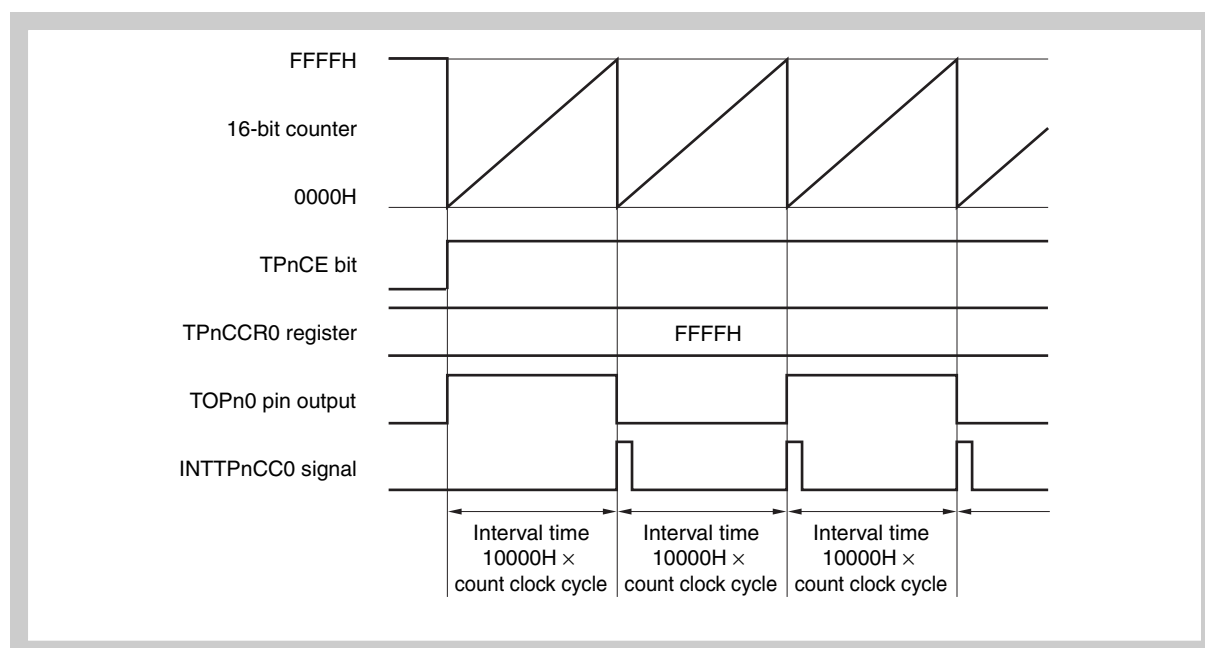 FFFFH
16-bit counter
0000H
TPnCE bit
TPnCCR0 register
FFFFH
TOPn0 pin output
INTTPnCC0 signal
Interval time
10000H ×
count clock cycle
Interval time
10000H ×
count clock cycle
Interval time
10000H ×
count clock cycle